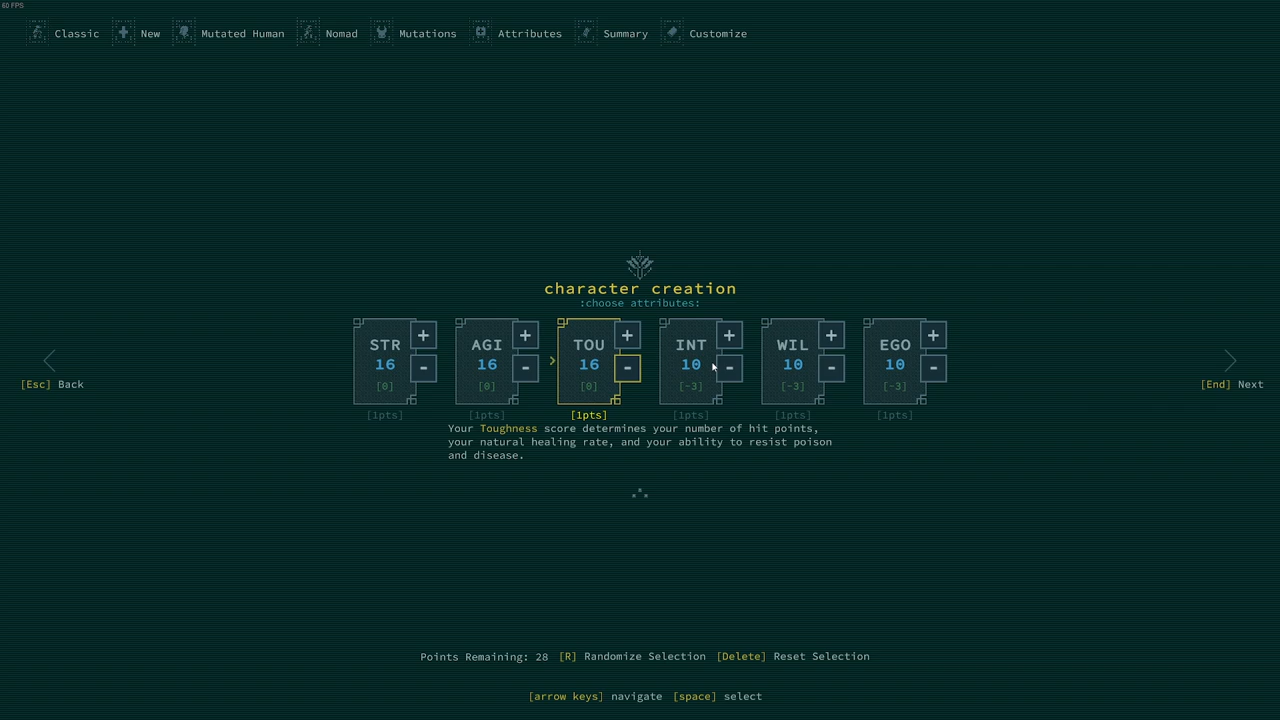 60 FPS
Classic New Mutated Human Nomad Mutations Attributes Summary Customize
character creation
:choose attributes:
STR AGI TOU INT WIL EGO
16 16 16 10 10 10
[0] [0] [0] [-3] [-3] [-3]
[Esc] Back [End] Next
[1pts] [1pts] [1pts] [1pts] [1pts] [1pts]
Your Toughness score determines your number of hit points,
your natural healing rate, and your ability to resist poison
and disease.
Points Remaining: 28 [R] Randomize Selection [Delete] Reset Selection
[arrow keys] navigate [space] select